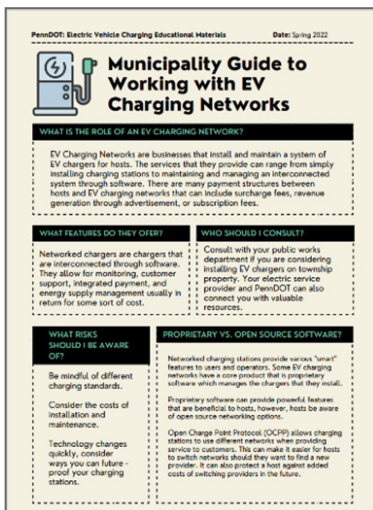 PennDOT: Electric Vehicle Charging Educational Materials
Date: Spring 2022
Municipality Guide to
Working with EV
Charging Networks
WHAT IS THE ROLE OF AN EV CHARGING NETWORK?
EV Charging Networks are businesses that install and maintain a system of
EV chargers for hosts. The services that they provide can range from simply
installing charging stations to maintaining and managing an interconnected
system through software. There are many payment structures between
hosts and EV charging networks that can include surcharge fees, revenue
generation through advertisement, or subscription fees.
WHAT FEATURES DO THEY OFER?
Networked chargers are chargers that
are interconnected through software.
They allow for monitoring, customer
support, integrated payment, and
energy supply management usually in
return for some sort of cost.
WHO SHOULD I CONSULT?
Consult with your public works
department if you are considering
installing EV chargers on township
property. Your electric service
provider and PennDOT can also
connect you with valuable
resources.
WHAT RISKS
SHOULD I BE AWARE
OF?
Be mindful of different
charging standards.
Consider the costs of
installation and
maintenance.
Technology changes
quickly, consider
ways you can future -
proof your charging
stations.
PROPRIETARY VS. OPEN SOURCE SOFTWARE?
Networked charging stations provide various "smart"
features to users and operators. Some EV charging
networks have a core product that is proprietary
software which manages the chargers that they install.
Proprietary software can provide powerful features
that are beneficial to hosts, however, hosts be aware
of open source networking options.
Open Charge Point Protocol (OCPP) allows charging
stations to use different networks when providing
service to customers. This can make it easier for hosts
to switch networks should they want to find a new
provider. It can also protect a host against added
costs of switching providers in the future.